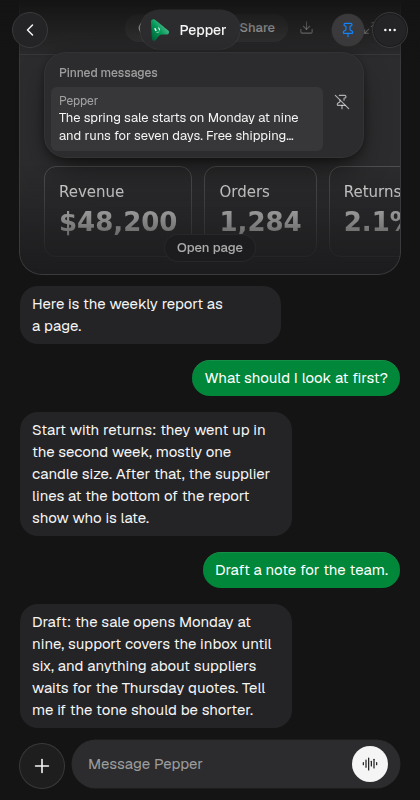 Pepper
Share
Pinned messages
Pepper
The spring sale starts on Monday at nine
and runs for seven days. Free shipping…
Revenue
$48,200
Orders
1,284
Returns
2.1%
Open page
Here is the weekly report as
a page.
What should I look at first?
Start with returns: they went up in
the second week, mostly one
candle size. After that, the supplier
lines at the bottom of the report
show who is late.
Draft a note for the team.
Draft: the sale opens Monday at
nine, support covers the inbox until
six, and anything about suppliers
waits for the Thursday quotes. Tell
me if the tone should be shorter.
Message Pepper